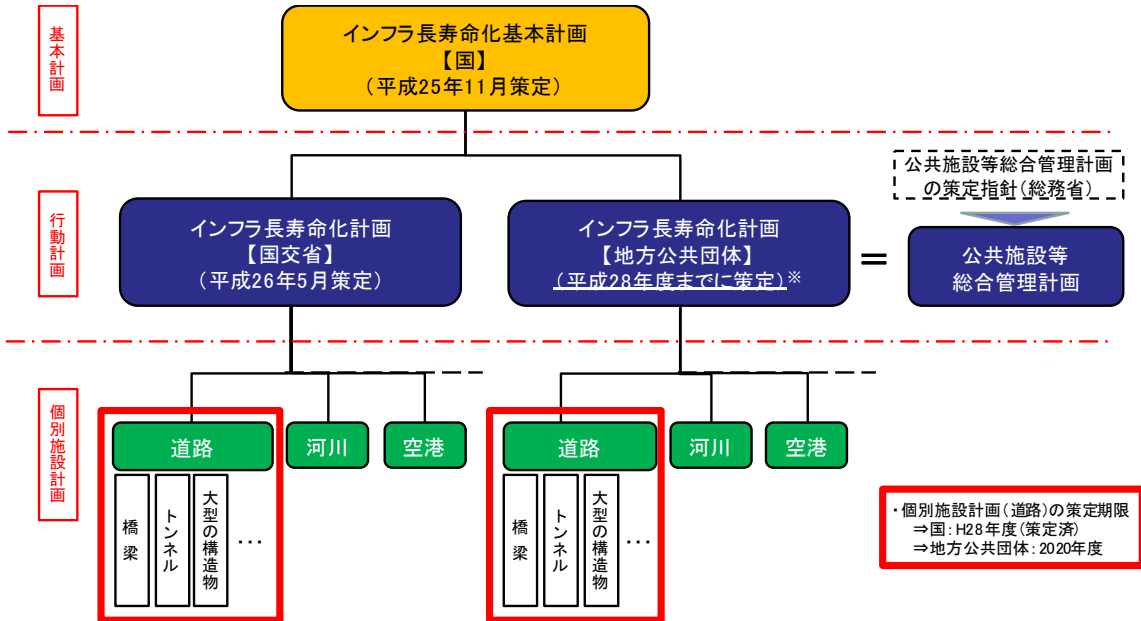 基本計画
インフラ長寿命化基本計画
【国】
（平成25年11月策定）
行動計画
インフラ長寿命化計画
【国交省】
（平成26年5月策定）
インフラ長寿命化計画
【地方公共団体】
（平成28年度までに策定）※
=
公共施設等総合管理計画
の策定指針（総務省）
公共施設等
総合管理計画
個別施設計画
道路
河川
空港
橋梁
トンネル
大型の構造物
…
道路
河川
空港
橋梁
トンネル
大型の構造物
…
・個別施設計画（道路）の策定期限
⇒国：H28年度（策定済）
⇒地方公共団体：2020年度